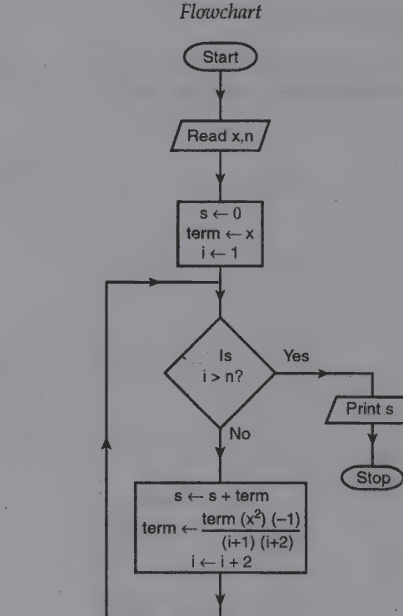 Flowchart
Start
Read x,n
s ← 0
term ← x
i ← 1
Is
i > n?
Yes
Print s
No
Stop
s ← s + term
term ← term (x²) (−1) / (i+1) (i+2)
i ← i + 2